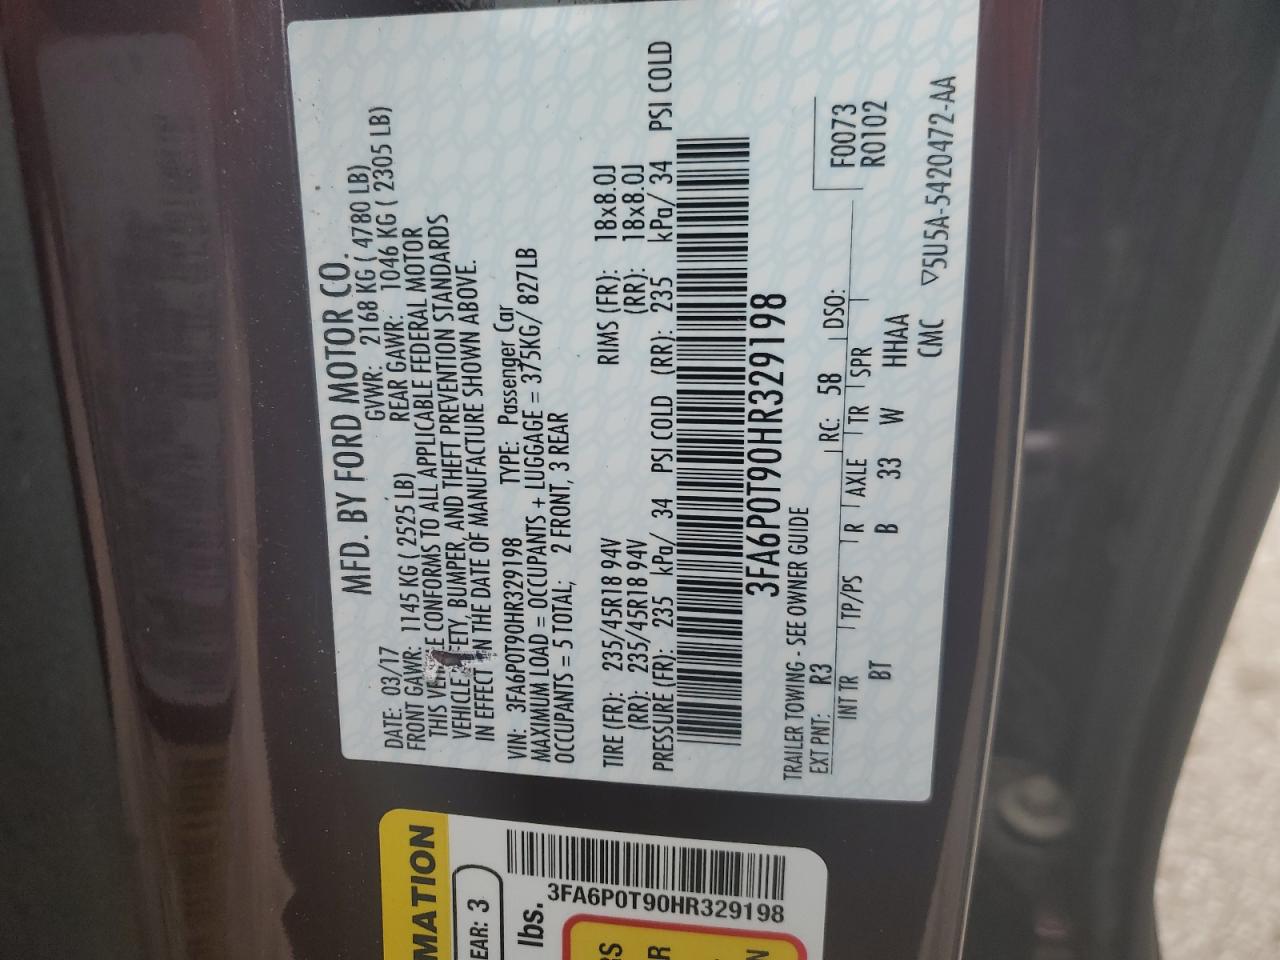 MFD. BY FORD MOTOR CO.
DATE: 03/17 GVWR: 2168 KG ( 4780 LB)
FRONT GAWR: 1145 KG ( 2525 LB) REAR GAWR: 1046 KG ( 2305 LB)
THIS CONFORMS TO ALL APPLICABLE FEDERAL MOTOR
VEHICLE BUMPER, AND THEFT PREVENTION STANDARDS
IN EFFECT THE DATE OF MANUFACTURE SHOWN ABOVE.
VIN: 3FA6P0T90HR329198 TYPE: Passenger Car
MAXIMUM LOAD = OCCUPANTS + LUGGAGE = 375KG/ 827LB
OCCUPANTS = 5 TOTAL; 2 FRONT, 3 REAR
TIRE (FR): 235/45R18 94V RIMS (FR): 18x8.0J
(RR): 235/45R18 94V (RR): 18x8.0J
PRESSURE (FR): 235 kPa/ 34 PSI COLD (RR): 235 kPa/ 34 PSI COLD
3FA6P0T90HR329198
TRAILER TOWING - SEE OWNER GUIDE
EXT PNT: R3 RC: 58 DSO: F0073
R0102
INT TR TP/PS R AXLE TR SPR
BT B 33 W HHAA
CMC ▽5U5A-5420472-AA
MATION
EAR: 3
lbs.
3FA6P0T90HR329198